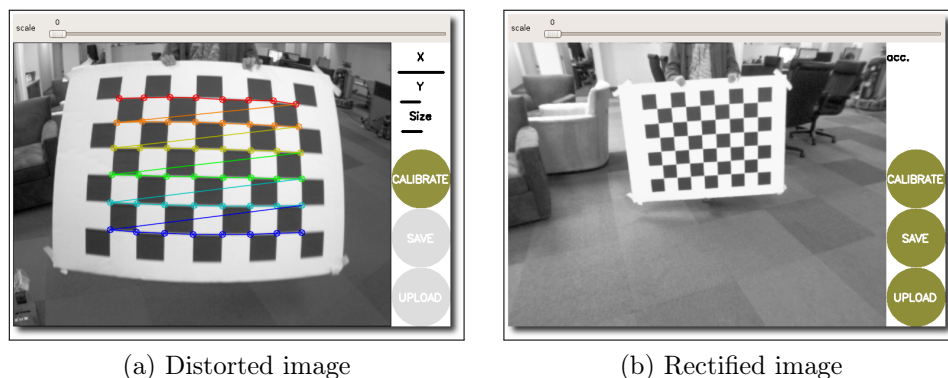 scale
0
X
Y
Size
CALIBRATE
SAVE
UPLOAD
(a) Distorted image
scale
0
acc.
CALIBRATE
SAVE
UPLOAD
(b) Rectified image